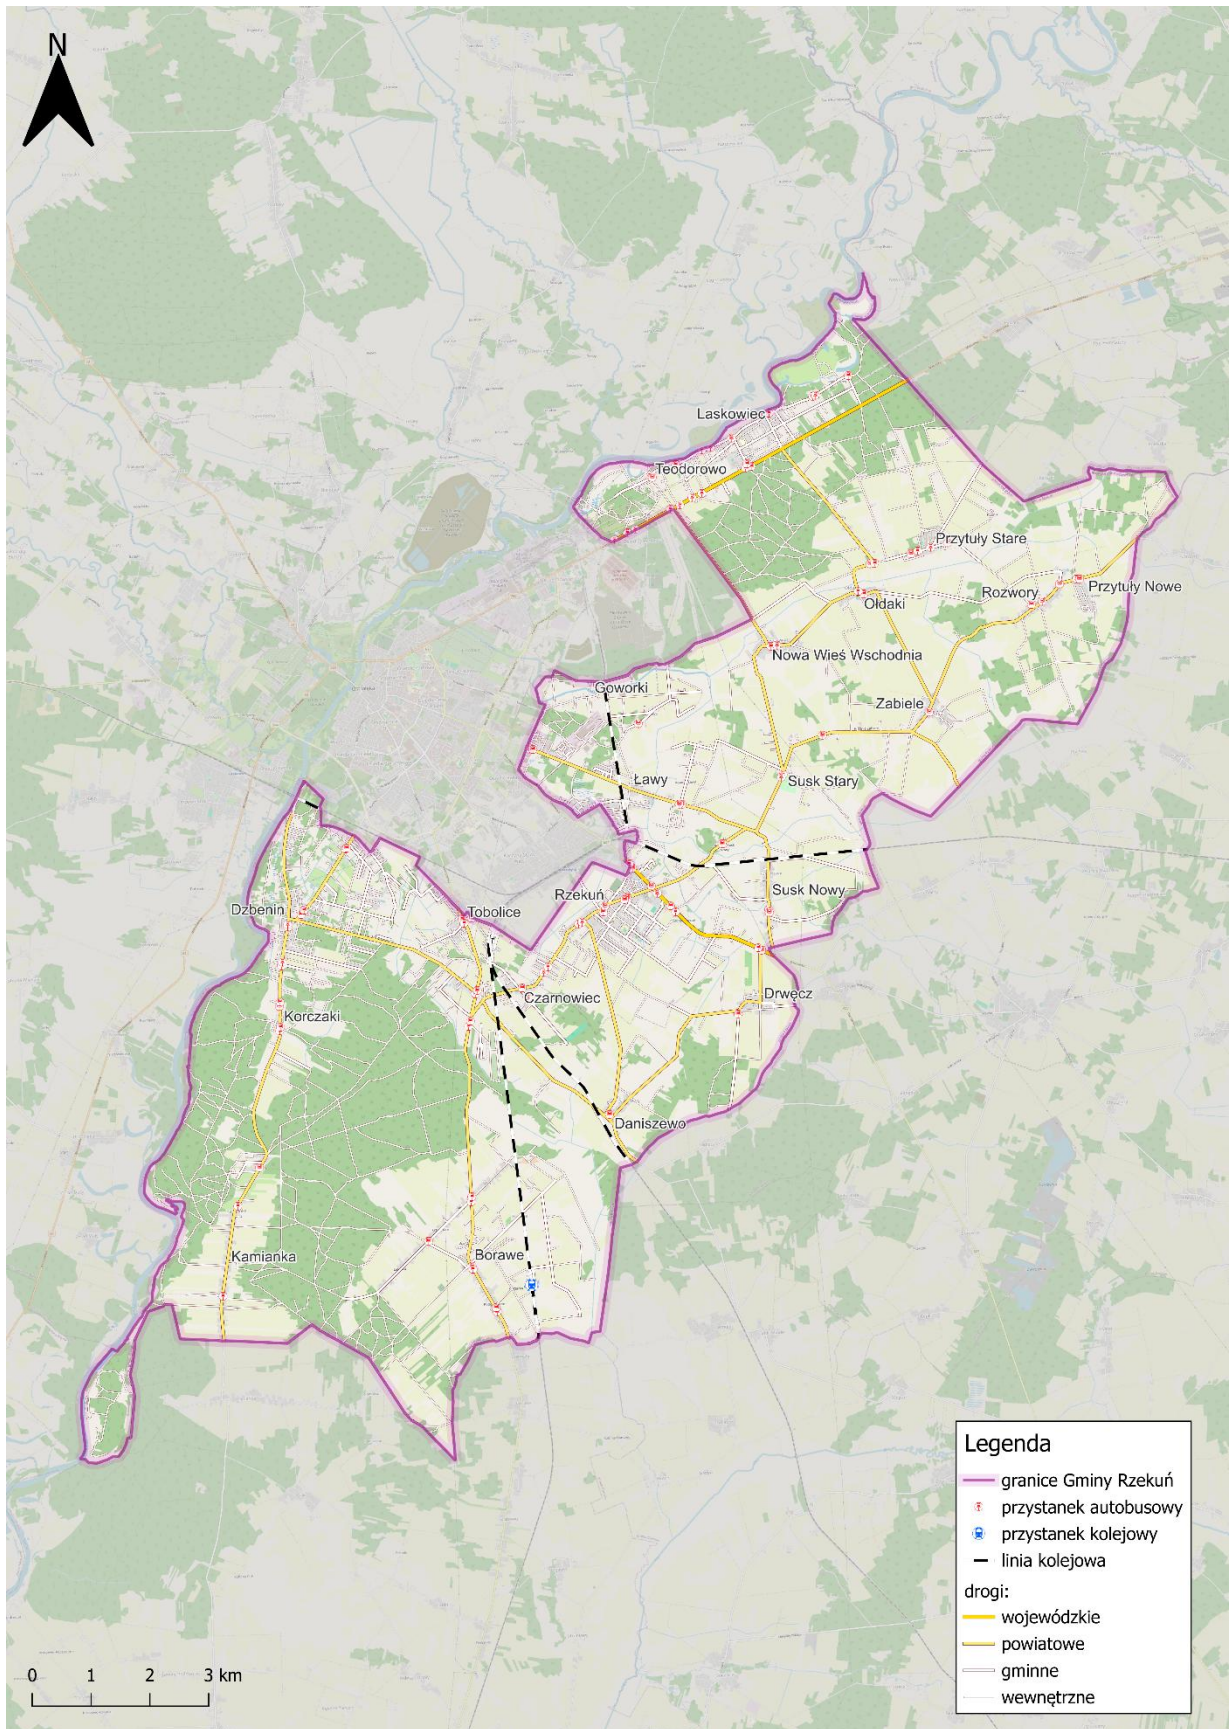 N
Laskowiec
Teodorowo
Przytuły Stare
Rozwory
Przytuły Nowe
Ołdaki
Nowa Wieś Wschodnia
Goworki
Zabiele
Ławy
Susk Stary
Rzekuń
Susk Nowy
Dzbenin
Tobolice
Czarnowiec
Drwęcz
Korczaki
Daniszewo
Kamianka
Borawe
Legenda
granice Gminy Rzekuń
przystanek autobusowy
przystanek kolejowy
linia kolejowa
drogi:
wojewódzkie
powiatowe
gminne
wewnętrzne
0 1 2 3 km